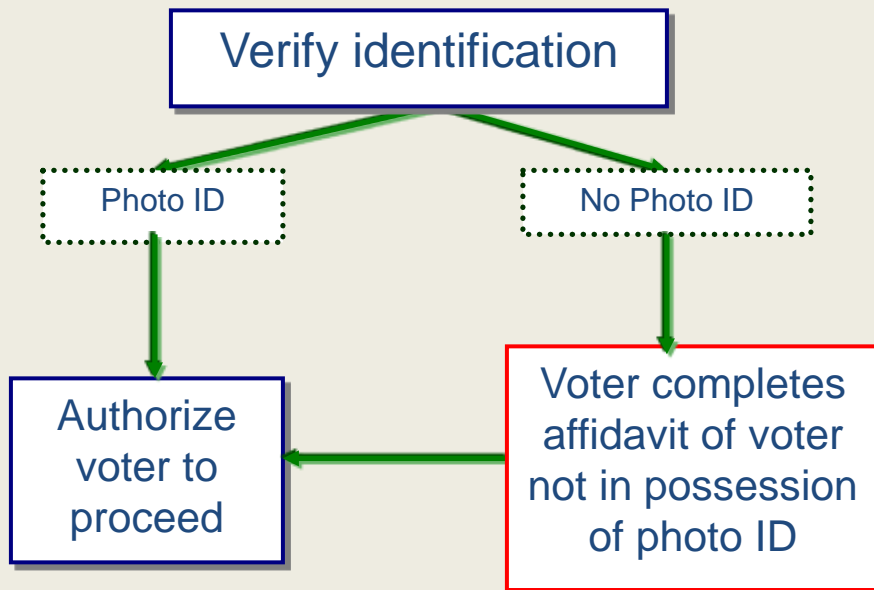 Verify identification
Photo ID
No Photo ID
Authorize
voter to
proceed
Voter completes
affidavit of voter
not in possession
of photo ID